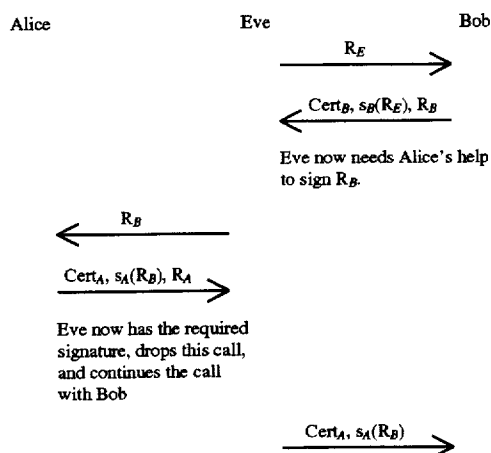 Alice Eve Bob
R_E
Cert_B, s_B(R_E), R_B
Eve now needs Alice's help
to sign R_B.
R_B
Cert_A, s_A(R_B), R_A
Eve now has the required
signature, drops this call,
and continues the call
with Bob
Cert_A, s_A(R_B)